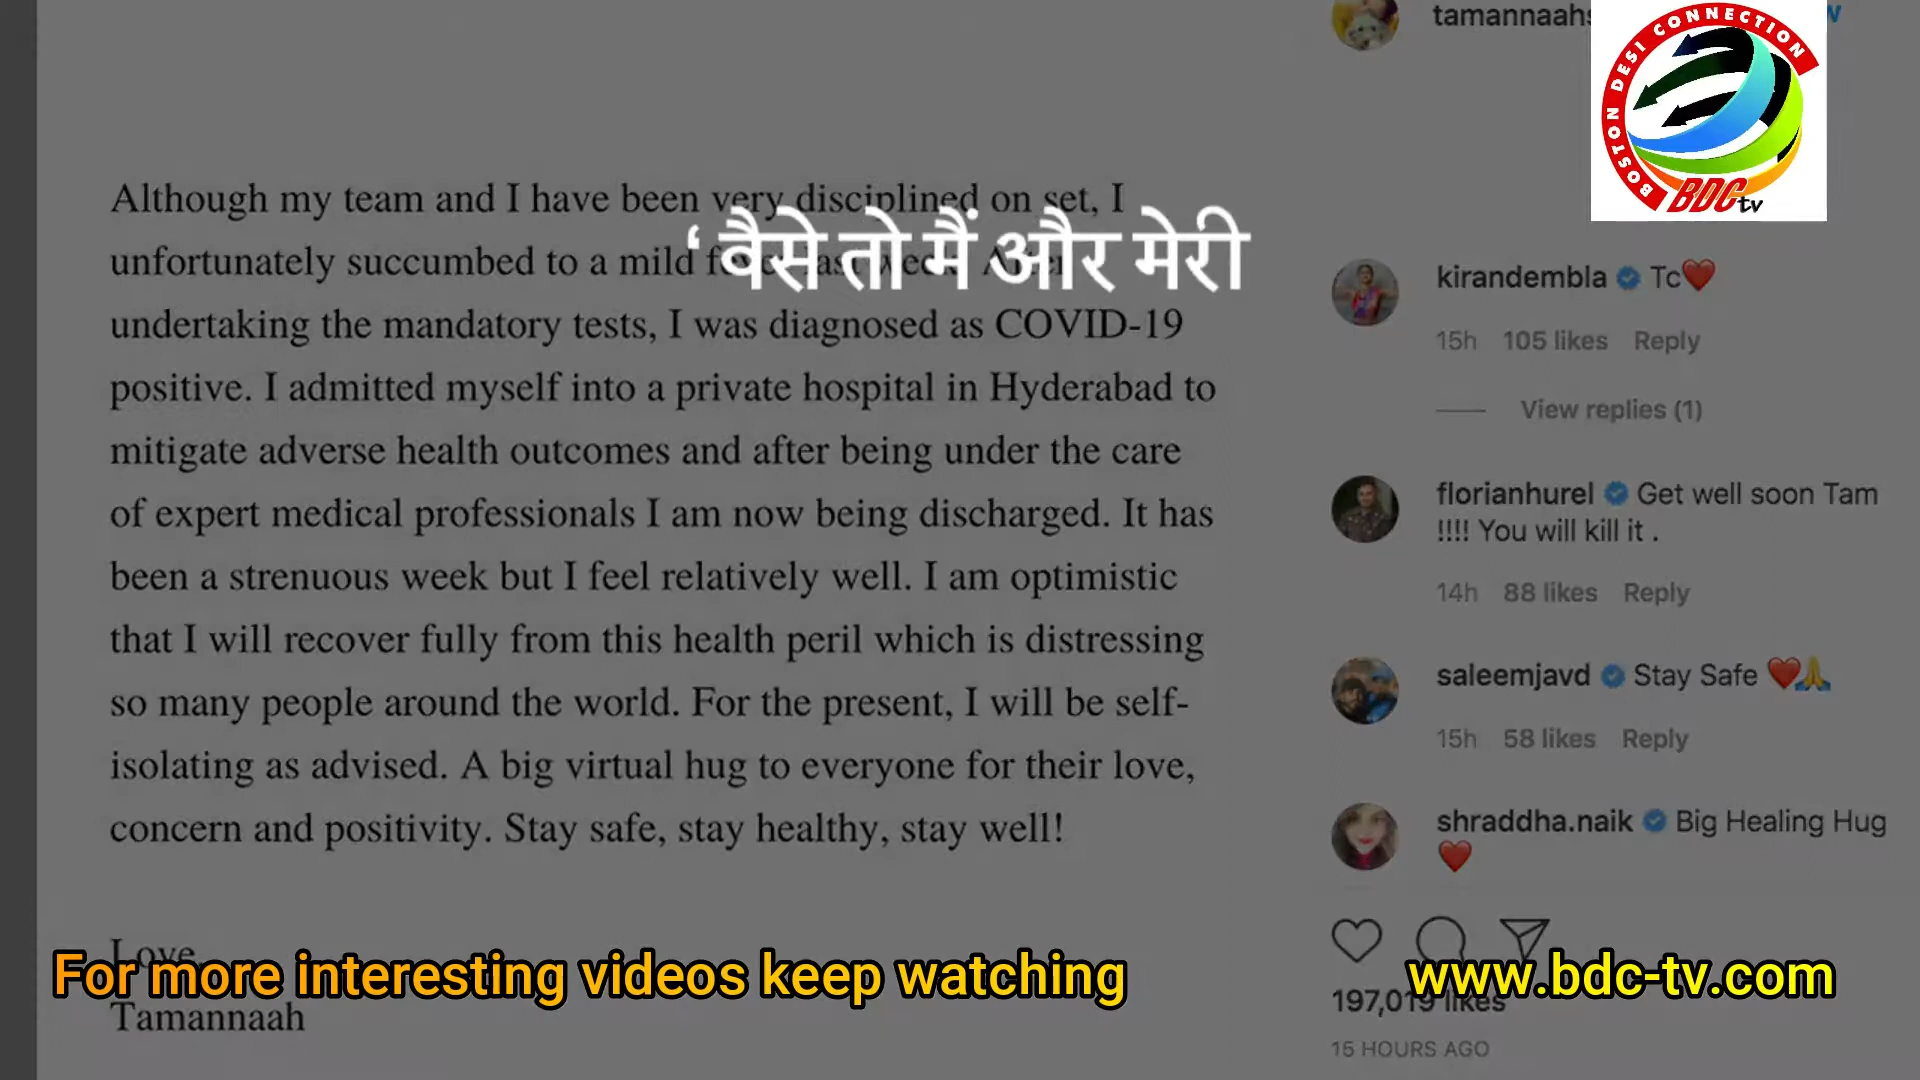 tamannaahs
BOSTON DESI CONNECTION
BDCtv
Although my team and I have been very disciplined on set, I
‘ वैसे तो मैं और मेरी
unfortunately succumbed to a mild
undertaking the mandatory tests, I was diagnosed as COVID-19
positive. I admitted myself into a private hospital in Hyderabad to
mitigate adverse health outcomes and after being under the care
of expert medical professionals I am now being discharged. It has
been a strenuous week but I feel relatively well. I am optimistic
that I will recover fully from this health peril which is distressing
so many people around the world. For the present, I will be self-
isolating as advised. A big virtual hug to everyone for their love,
concern and positivity. Stay safe, stay healthy, stay well!
Love,
Tamannaah
kirandembla Tc❤️
15h 105 likes Reply
View replies (1)
florianhurel Get well soon Tam
!!!! You will kill it .
14h 88 likes Reply
saleemjavd Stay Safe ❤️🙏
15h 58 likes Reply
shraddha.naik Big Healing Hug
❤️
197,019 likes
15 HOURS AGO
For more interesting videos keep watching
www.bdc-tv.com